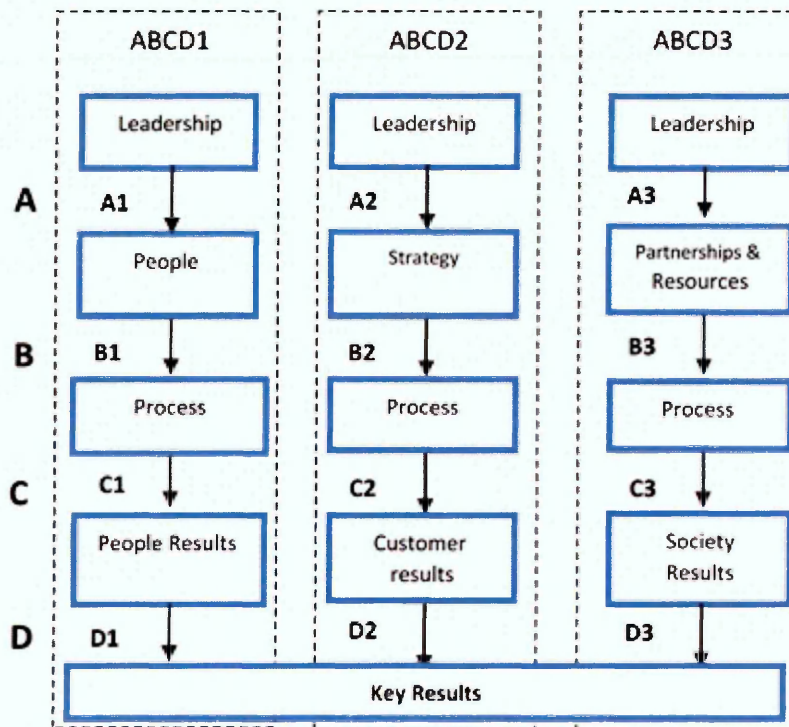 ABCD1
ABCD2
ABCD3
Leadership
Leadership
Leadership
A
A1
A2
A3
People
Strategy
Partnerships &
Resources
B
B1
B2
B3
Process
Process
Process
C
C1
C2
C3
People Results
Customer
results
Society
Results
D
D1
D2
D3
Key Results